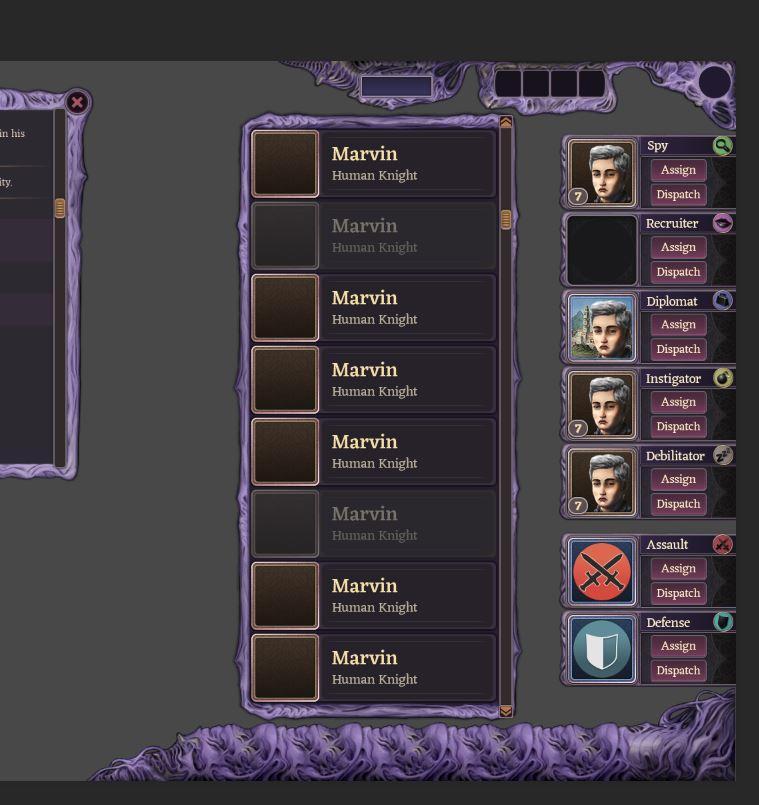 in his
ity.
Marvin
Human Knight
Marvin
Human Knight
Marvin
Human Knight
Marvin
Human Knight
Marvin
Human Knight
Marvin
Human Knight
Marvin
Human Knight
Marvin
Human Knight
Spy
Assign
7
Dispatch
Recruiter
Assign
Dispatch
Diplomat
Assign
Dispatch
Instigator
Assign
7
Dispatch
Debilitator
Assign
7
Dispatch
Assault
Assign
Dispatch
Defense
Assign
Dispatch